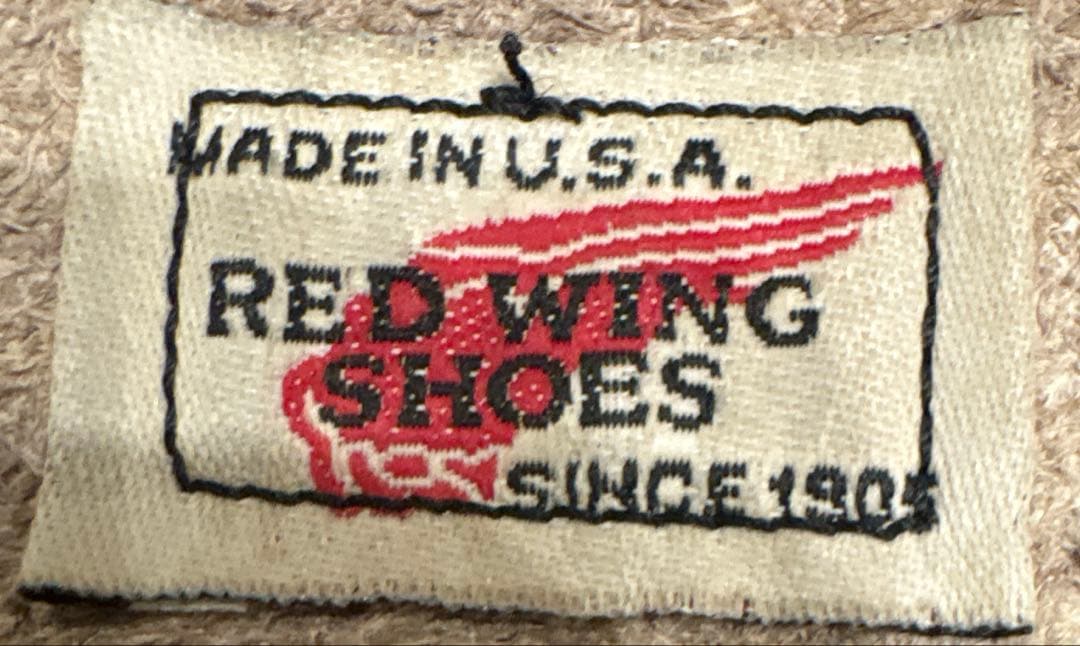 MADE IN U.S.A.
RED WING
SHOES
SINCE 1905